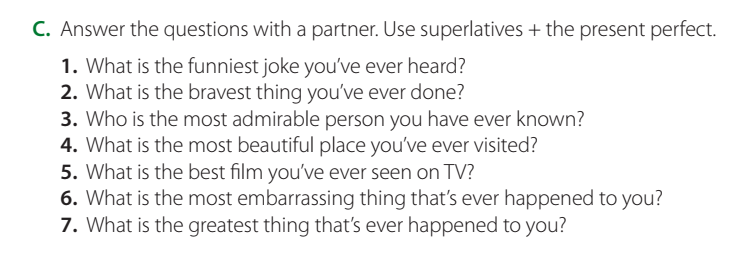 C. Answer the questions with a partner. Use superlatives + the present perfect.
1. What is the funniest joke you've ever heard?
2. What is the bravest thing you've ever done?
3. Who is the most admirable person you have ever known?
4. What is the most beautiful place you've ever visited?
5. What is the best film you've ever seen on TV?
6. What is the most embarrassing thing that's ever happened to you?
7. What is the greatest thing that's ever happened to you?